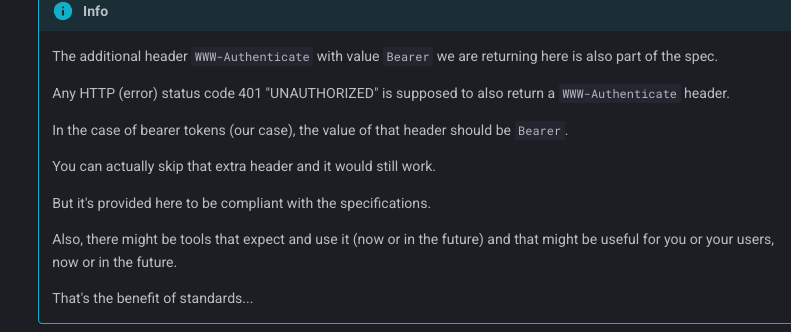 Info
The additional header WWW-Authenticate with value Bearer we are returning here is also part of the spec.
Any HTTP (error) status code 401 "UNAUTHORIZED" is supposed to also return a WWW-Authenticate header.
In the case of bearer tokens (our case), the value of that header should be Bearer.
You can actually skip that extra header and it would still work.
But it's provided here to be compliant with the specifications.
Also, there might be tools that expect and use it (now or in the future) and that might be useful for you or your users,
now or in the future.
That's the benefit of standards...